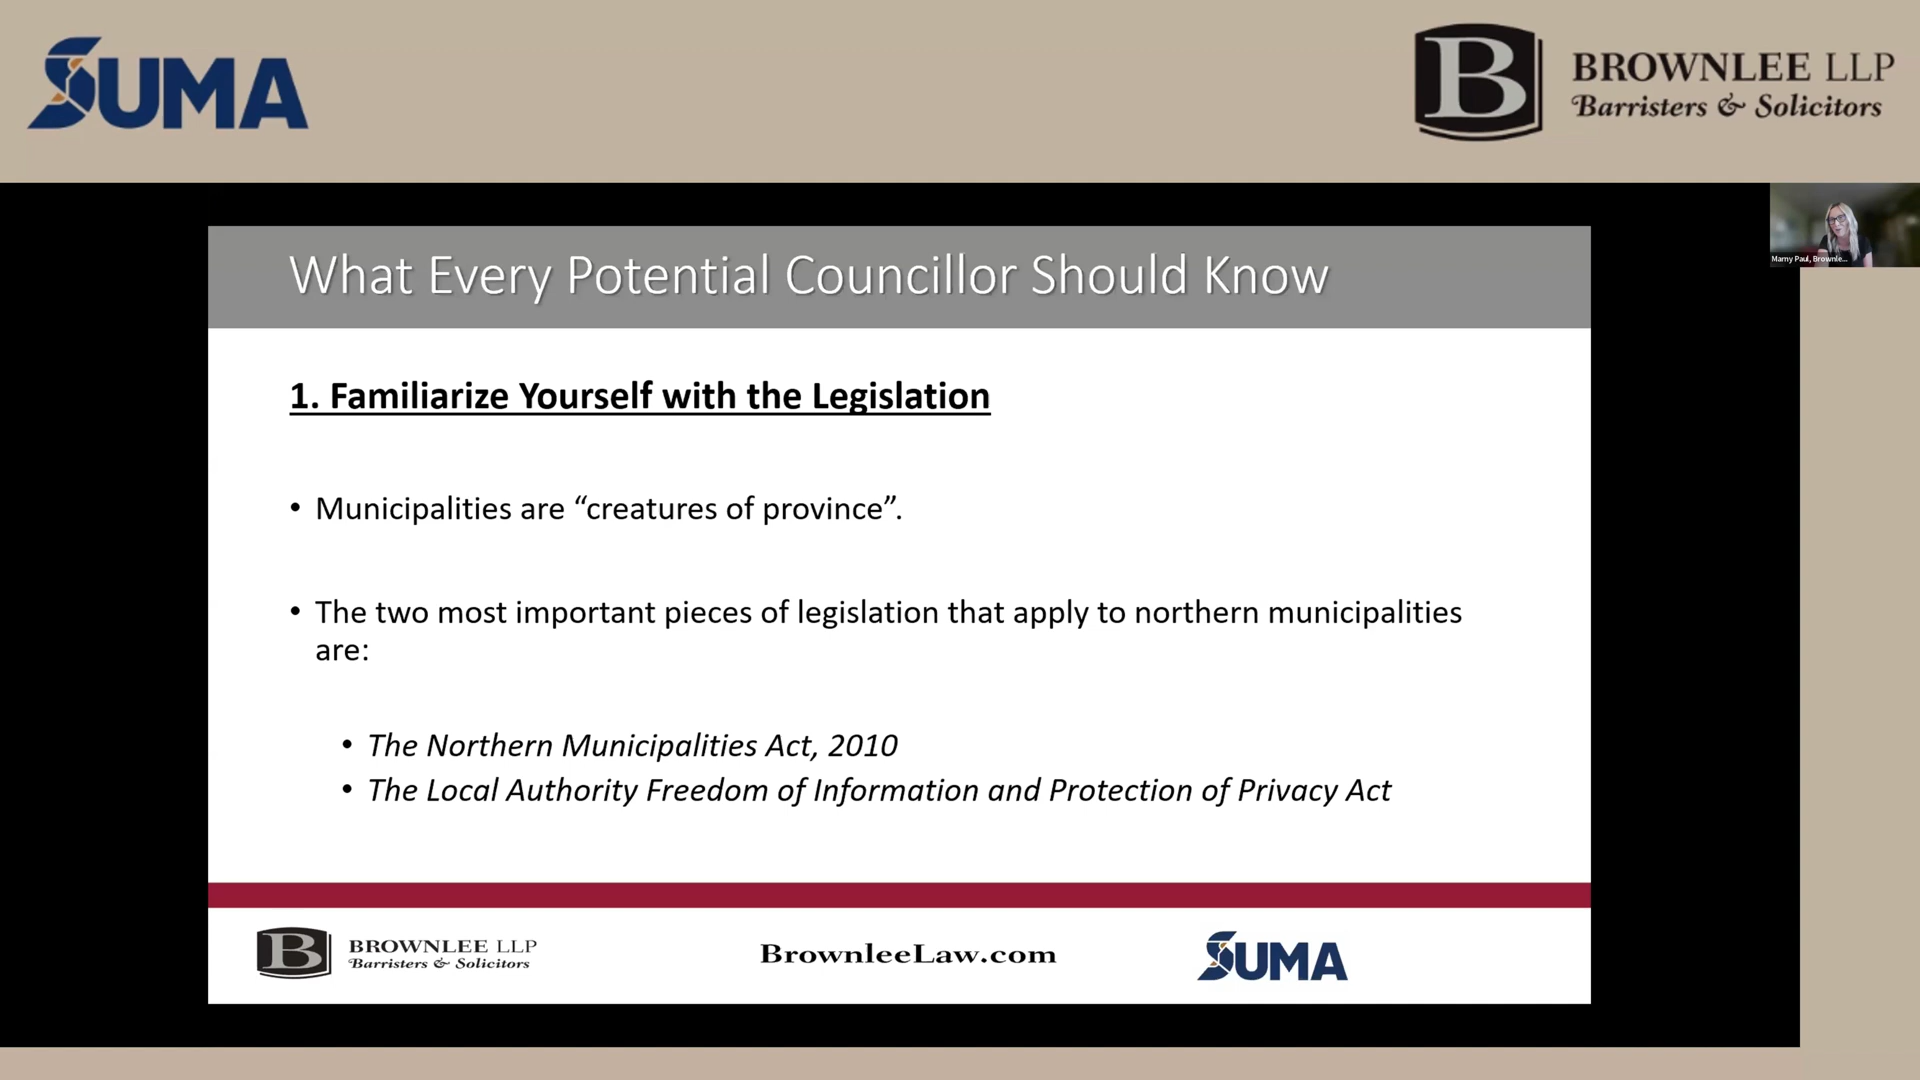 SUMA
BROWNLEE LLP
Barristers & Solicitors
B
Marny Paul, Brownle...
What Every Potential Councillor Should Know
1. Familiarize Yourself with the Legislation
• Municipalities are “creatures of province”.
• The two most important pieces of legislation that apply to northern municipalities
are:
• The Northern Municipalities Act, 2010
• The Local Authority Freedom of Information and Protection of Privacy Act
B
BROWNLEE LLP
Barristers & Solicitors
BrownleeLaw.com
SUMA